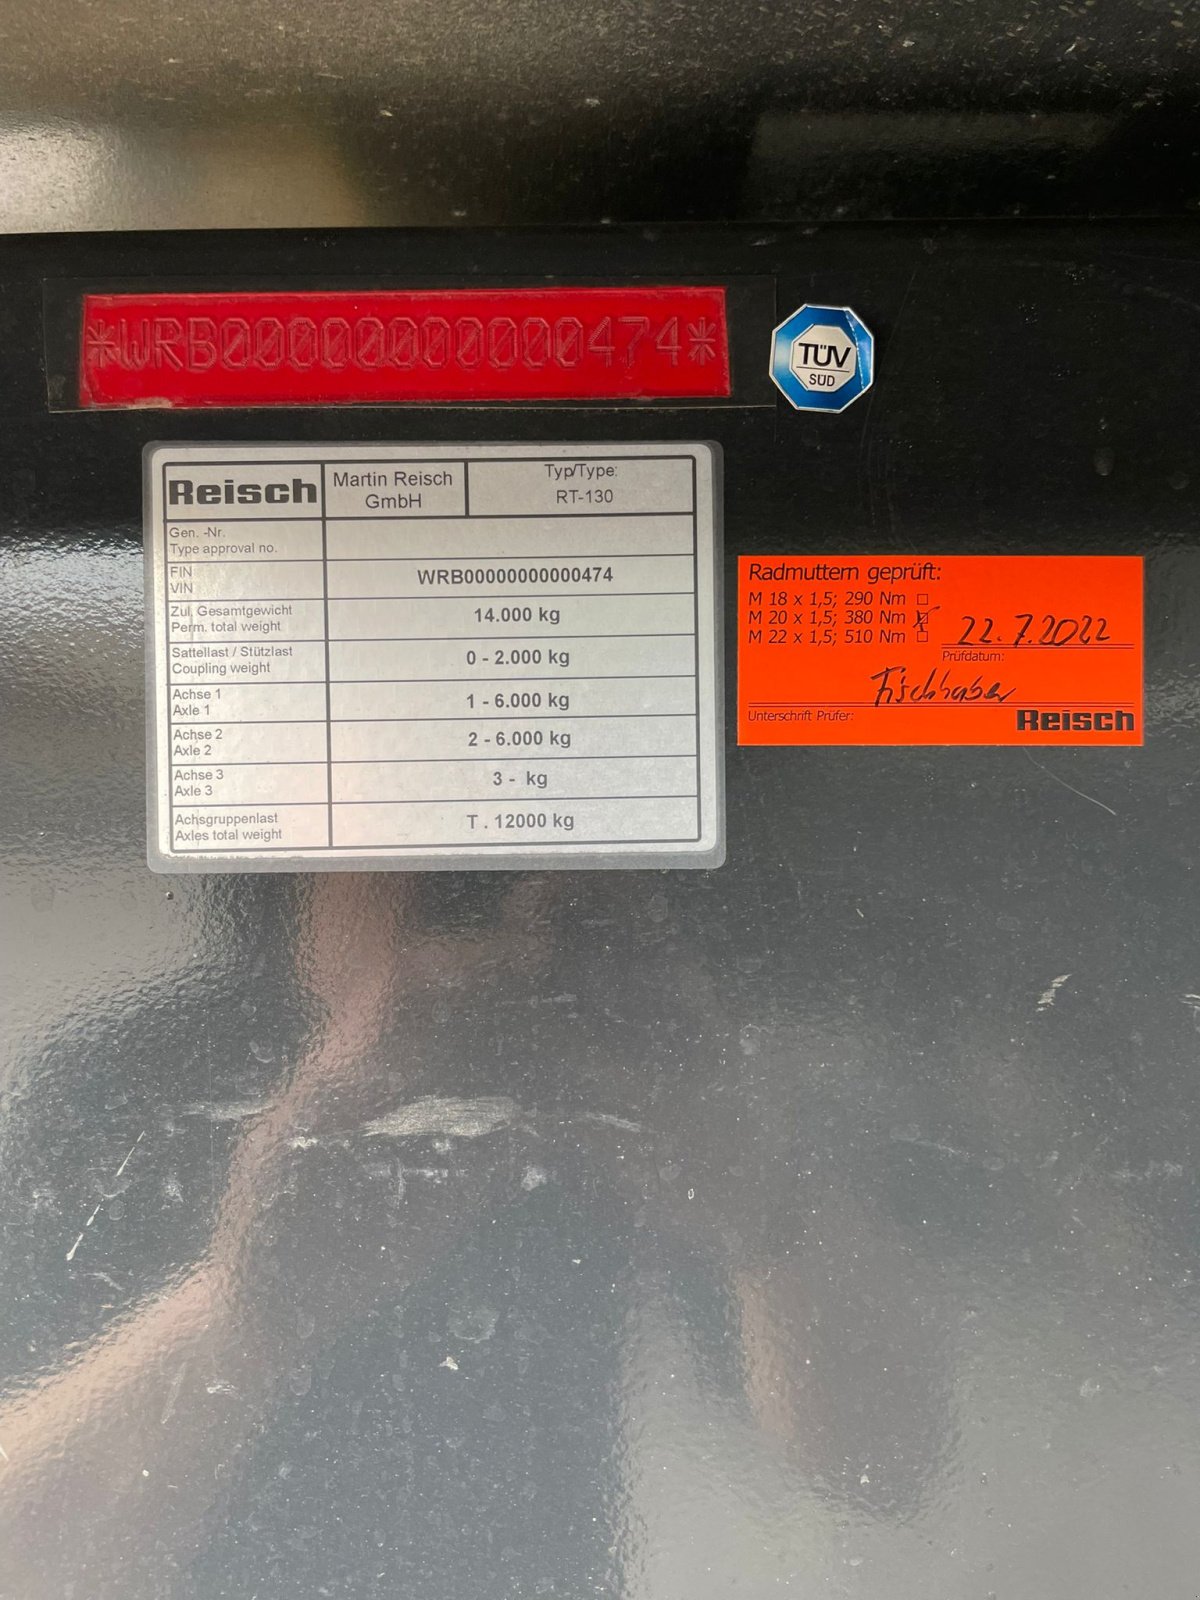 *WRB00000000000474*
TÜV
SÜD
Reisch
Martin Reisch
GmbH
Typ/Type:
RT-130
Gen. -Nr.
Type approval no.
FIN
VIN
WRB00000000000474
Zul. Gesamtgewicht
Perm. total weight
14.000 kg
Sattellast / Stützlast
Coupling weight
0 - 2.000 kg
Achse 1
Axle 1
1 - 6.000 kg
Achse 2
Axle 2
2 - 6.000 kg
Achse 3
Axle 3
3 - kg
Achsgruppenlast
Axles total weight
T . 12000 kg
Radmuttern geprüft:
M 18 x 1,5; 290 Nm
M 20 x 1,5; 380 Nm
M 22 x 1,5; 510 Nm
22.7.2022
Prüfdatum:
Fischhaber
Unterschrift Prüfer:
Reisch